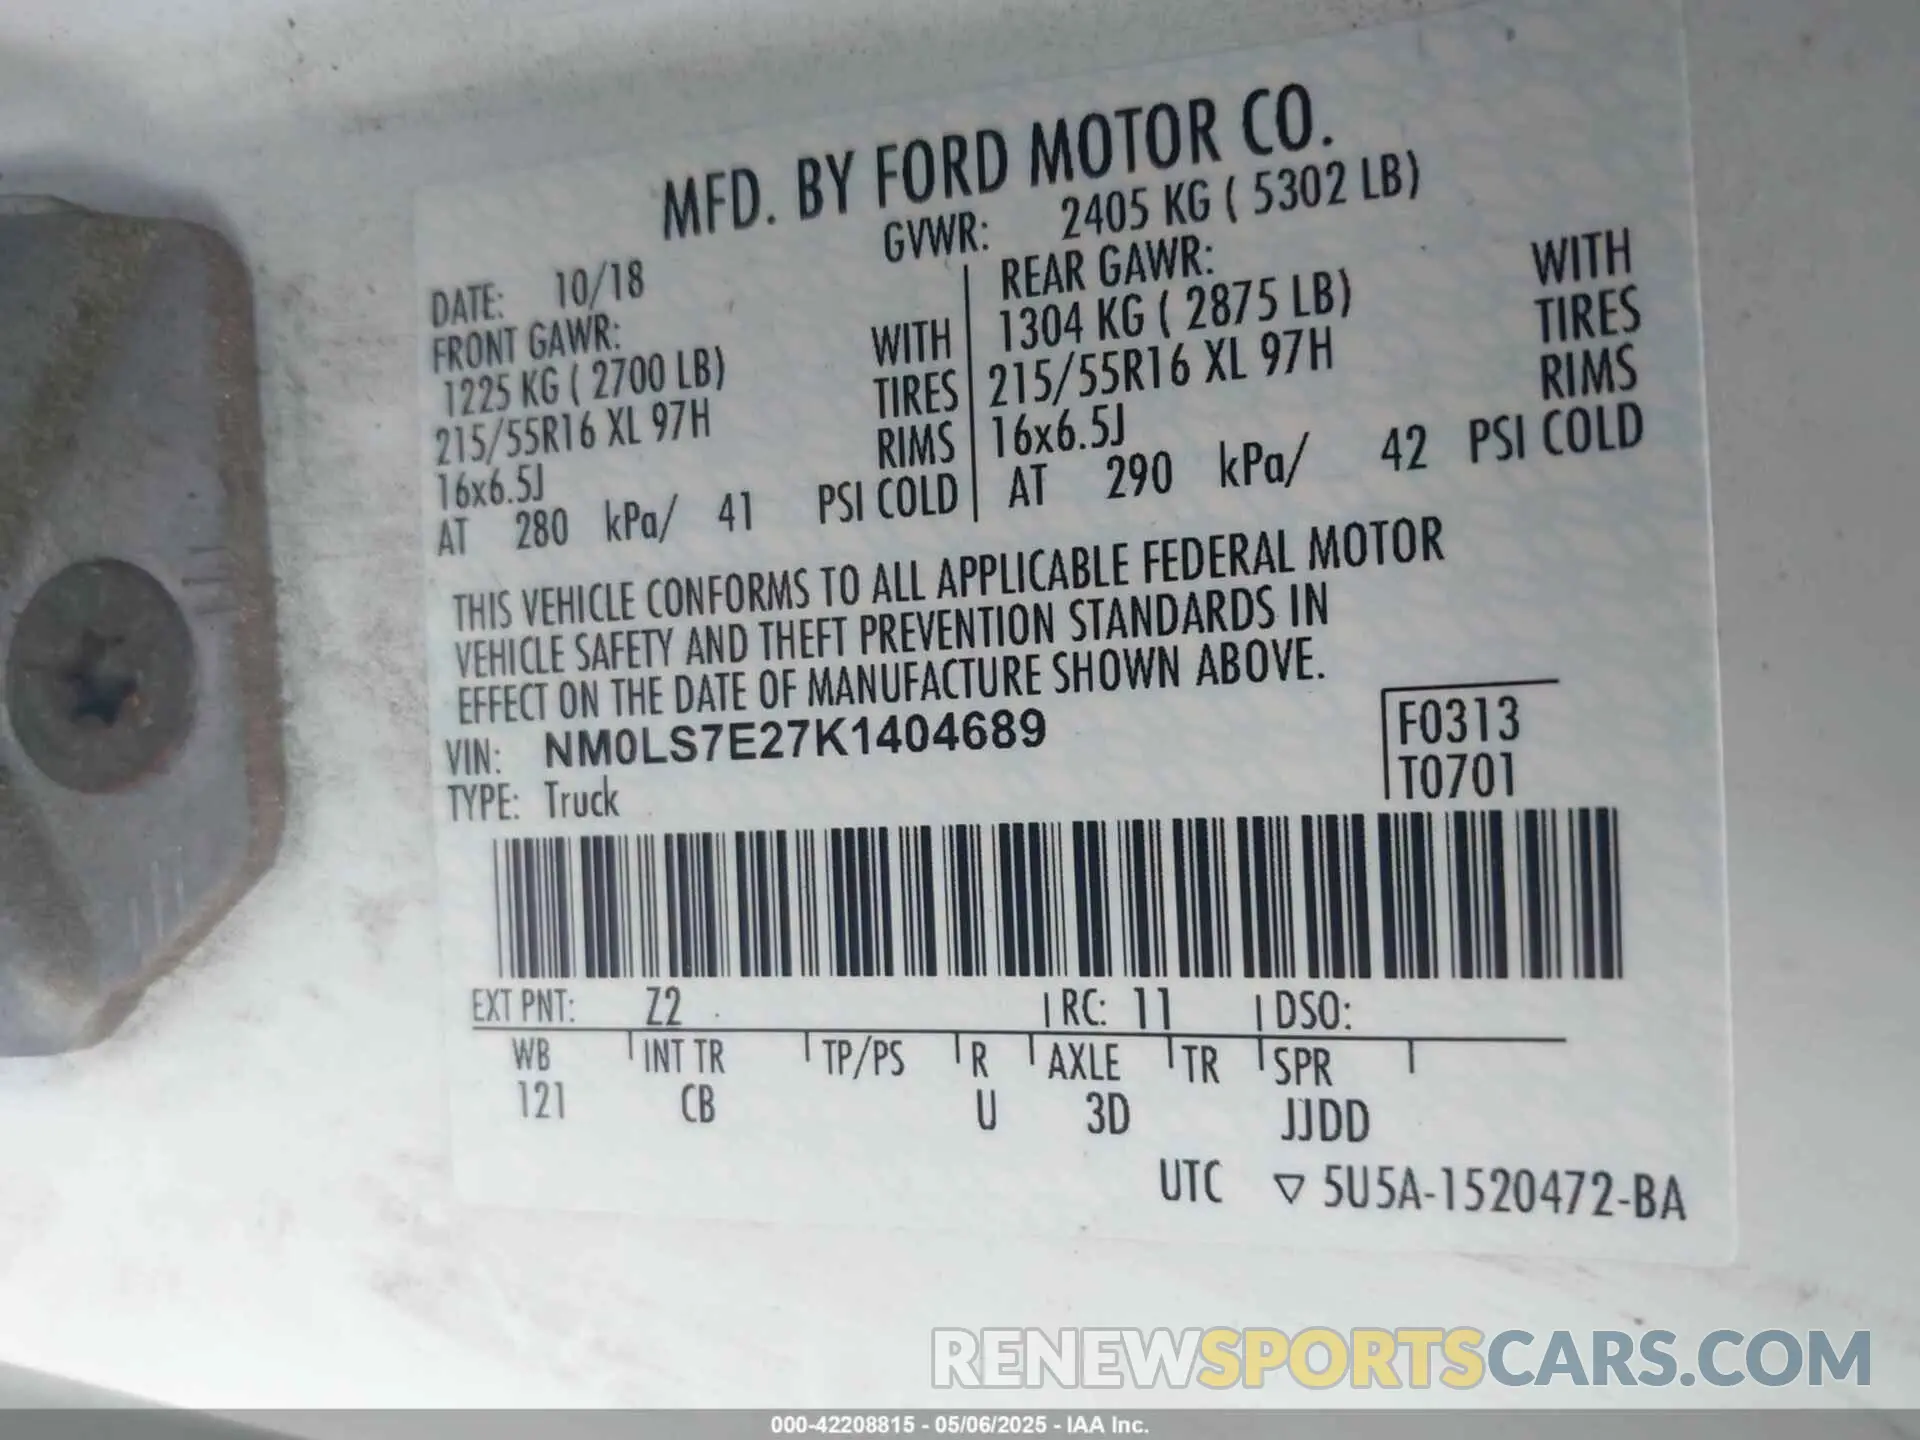 MFD. BY FORD MOTOR CO.
DATE: 10/18 GVWR: 2405 KG ( 5302 LB)
FRONT GAWR: REAR GAWR:
1225 KG ( 2700 LB) WITH 1304 KG ( 2875 LB) WITH
215/55R16 XL 97H TIRES 215/55R16 XL 97H TIRES
16x6.5J RIMS 16x6.5J RIMS
AT 280 kPa/ 41 PSI COLD AT 290 kPa/ 42 PSI COLD
THIS VEHICLE CONFORMS TO ALL APPLICABLE FEDERAL MOTOR
VEHICLE SAFETY AND THEFT PREVENTION STANDARDS IN
EFFECT ON THE DATE OF MANUFACTURE SHOWN ABOVE.
VIN: NM0LS7E27K1404689 F0313
TYPE: Truck T0701
EXT PNT: Z2 RC: 11 DSO:
WB INT TR TP/PS R AXLE TR SPR
121 CB U 3D JJDD
UTC ▽ 5U5A-1520472-BA
RENEWSPORTSCARS.COM
000-42208815 - 05/06/2025 - IAA Inc.